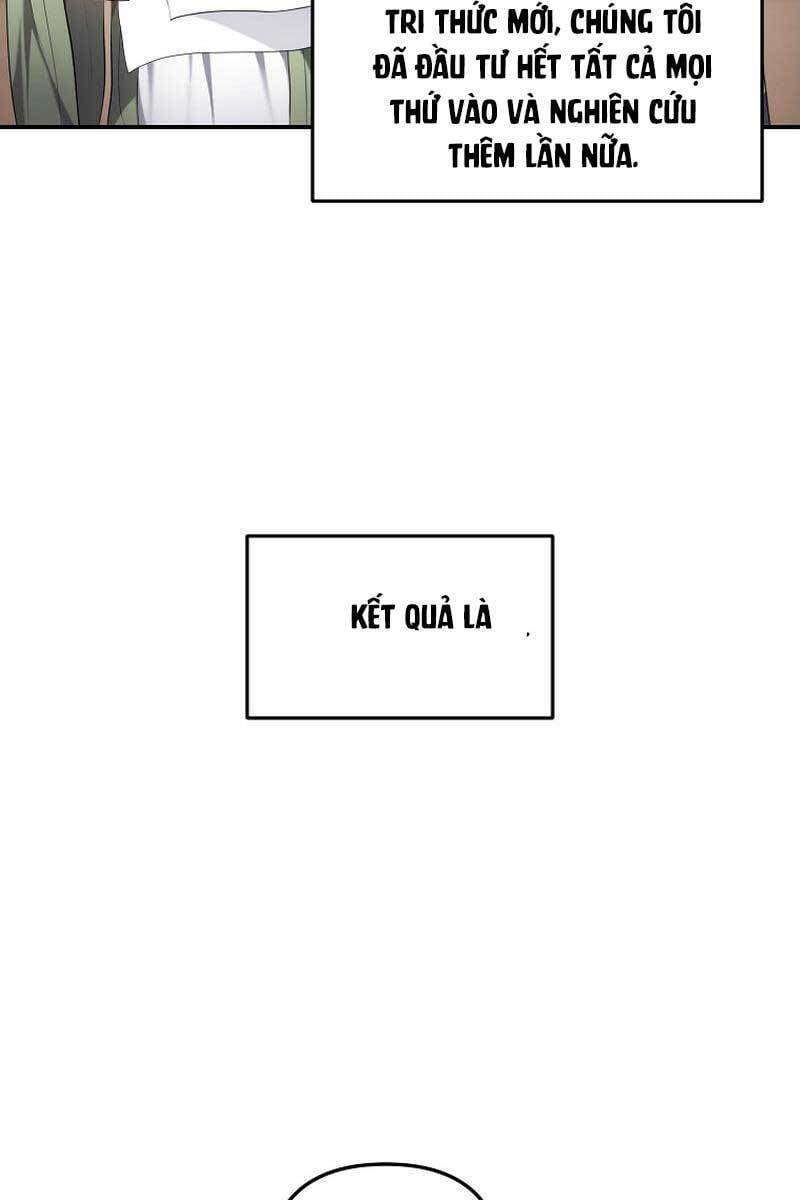 TRI THỨC MỚI, CHÚNG TÔI
ĐÃ ĐẦU TƯ HẾT TẤT CẢ MỌI
THỨ VÀO VÀ NGHIÊN CỨU
THÊM LẦN NỮA.
KẾT QUẢ LÀ